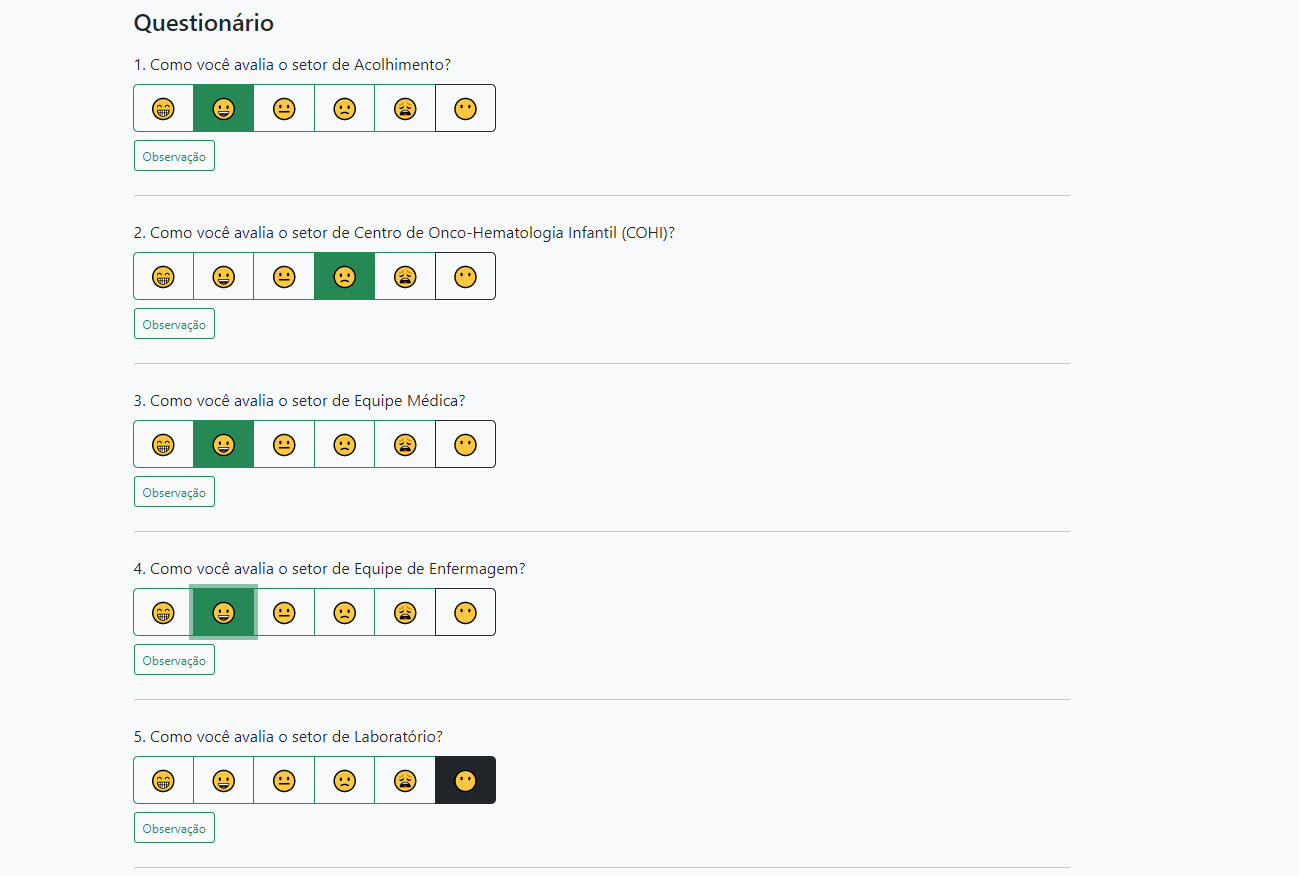 Questionário
1. Como você avalia o setor de Acolhimento?
Observação
2. Como você avalia o setor de Centro de Onco-Hematologia Infantil (COHI)?
Observação
3. Como você avalia o setor de Equipe Médica?
Observação
4. Como você avalia o setor de Equipe de Enfermagem?
Observação
5. Como você avalia o setor de Laboratório?
Observação